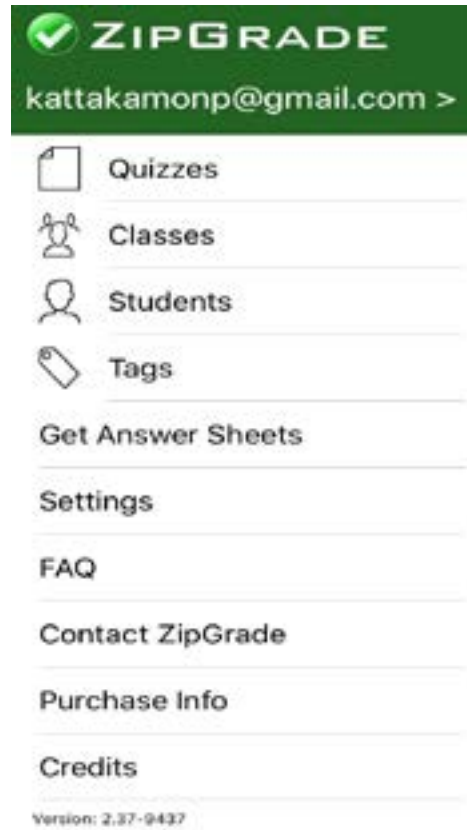 ZIPGRADE
kattakamonp@gmail.com >
Quizzes
Classes
Students
Tags
Get Answer Sheets
Settings
FAQ
Contact ZipGrade
Purchase Info
Credits
Version: 2.37-9437